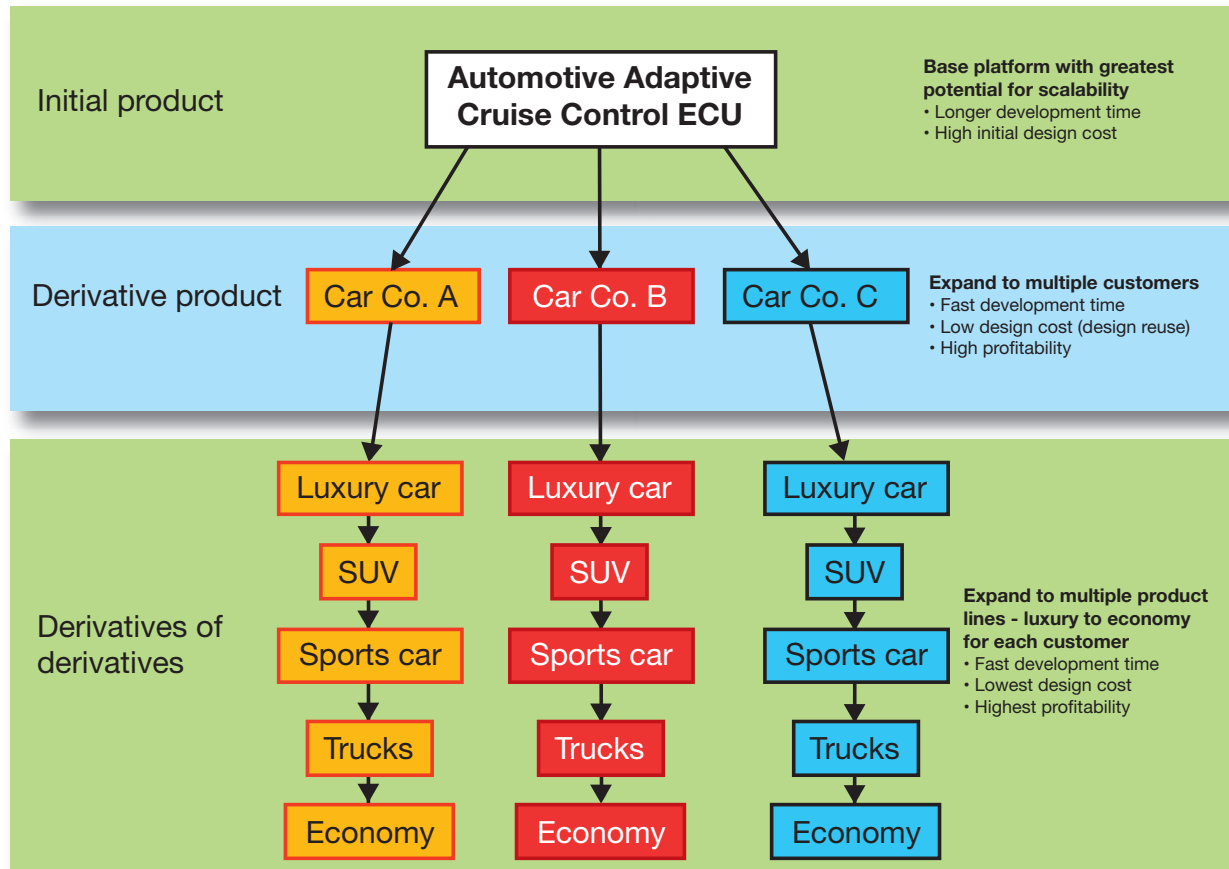 Initial product
Automotive Adaptive
Cruise Control ECU
Base platform with greatest
potential for scalability
• Longer development time
• High initial design cost
Derivative product
Car Co. A
Car Co. B
Car Co. C
Expand to multiple customers
• Fast development time
• Low design cost (design reuse)
• High profitability
Derivatives of
derivatives
Luxury car
SUV
Sports car
Trucks
Economy
Luxury car
SUV
Sports car
Trucks
Economy
Luxury car
SUV
Sports car
Trucks
Economy
Expand to multiple product
lines - luxury to economy
for each customer
• Fast development time
• Lowest design cost
• Highest profitability